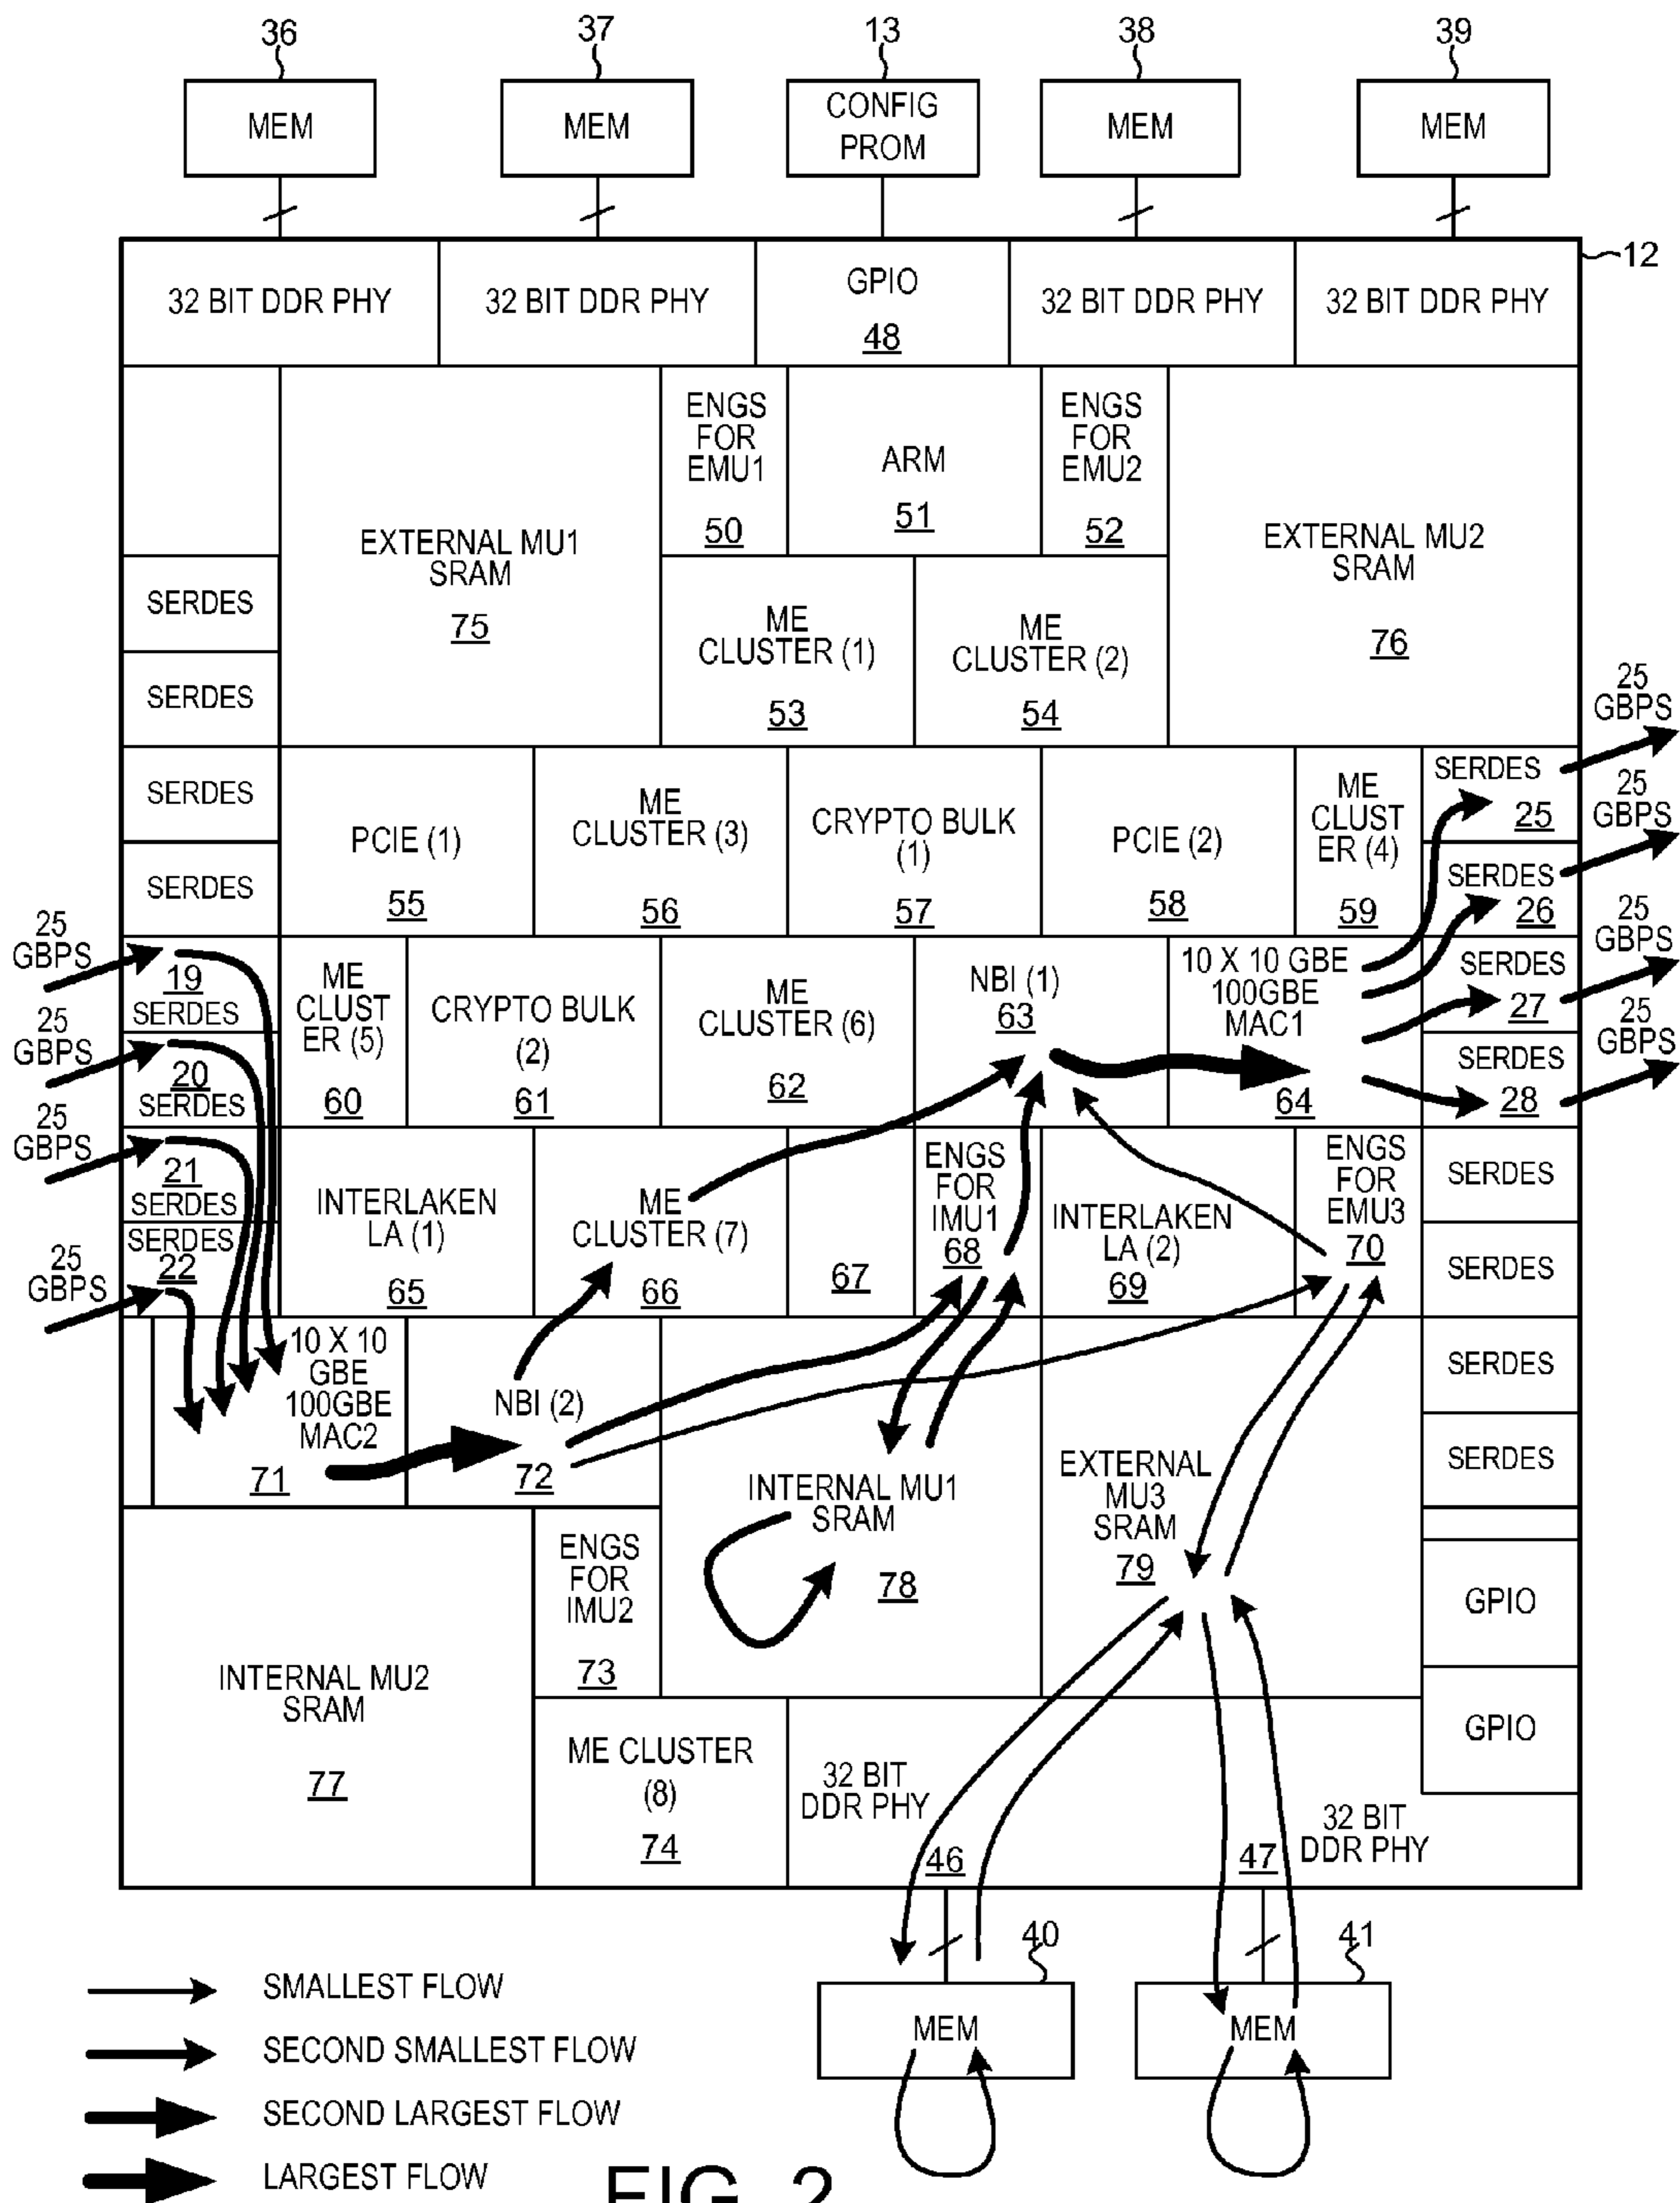 36
37
13
38
39
MEM
MEM
CONFIG
PROM
MEM
MEM
12
32 BIT DDR PHY
32 BIT DDR PHY
GPIO
48
32 BIT DDR PHY
32 BIT DDR PHY
EXTERNAL MU1
SRAM
75
ENGS
FOR
EMU1
50
ARM
51
ENGS
FOR
EMU2
52
EXTERNAL MU2
SRAM
76
SERDES
SERDES
ME
CLUSTER (1)
53
ME
CLUSTER (2)
54
25
GBPS
SERDES
SERDES
PCIE (1)
55
ME
CLUSTER (3)
56
CRYPTO BULK
(1)
57
PCIE (2)
58
ME
CLUST
ER (4)
59
SERDES
25
SERDES
26
25
GBPS
25
GBPS
25
GBPS
25
GBPS
25
GBPS
25
GBPS
25
GBPS
19
SERDES
20
SERDES
21
SERDES
SERDES
22
ME
CLUST
ER (5)
60
CRYPTO BULK
(2)
61
ME
CLUSTER (6)
62
NBI (1)
63
10 X 10 GBE
100GBE
MAC1
64
SERDES
27
SERDES
28
INTERLAKEN
LA (1)
65
ME
CLUSTER (7)
66
67
ENGS
FOR
IMU1
68
INTERLAKEN
LA (2)
69
ENGS
FOR
EMU3
70
SERDES
SERDES
10 X 10
GBE
100GBE
MAC2
71
NBI (2)
72
INTERNAL MU1
SRAM
78
EXTERNAL
MU3
SRAM
79
SERDES
SERDES
INTERNAL MU2
SRAM
77
ENGS
FOR
IMU2
73
GPIO
GPIO
ME CLUSTER
(8)
74
32 BIT
DDR PHY
46
47
32 BIT
DDR PHY
40
41
MEM
MEM
SMALLEST FLOW
SECOND SMALLEST FLOW
SECOND LARGEST FLOW
LARGEST FLOW
FIG. 2